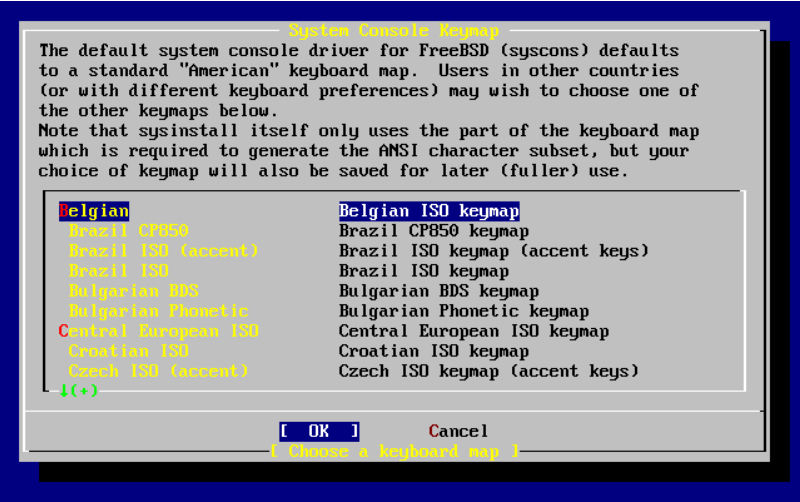 System Console Keymap
The default system console driver for FreeBSD (syscons) defaults
to a standard "American" keyboard map.  Users in other countries
(or with different keyboard preferences) may wish to choose one of
the other keymaps below.
Note that sysinstall itself only uses the part of the keyboard map
which is required to generate the ANSI character subset, but your
choice of keymap will also be saved for later (fuller) use.
Belgian Belgian ISO keymap
Brazil CP850 Brazil CP850 keymap
Brazil ISO (accent) Brazil ISO keymap (accent keys)
Brazil ISO Brazil ISO keymap
Bulgarian BDS Bulgarian BDS keymap
Bulgarian Phonetic Bulgarian Phonetic keymap
Central European ISO Central European ISO keymap
Croatian ISO Croatian ISO keymap
Czech ISO (accent) Czech ISO keymap (accent keys)
↓(+)
[ OK ] Cancel
[ Choose a keyboard map ]